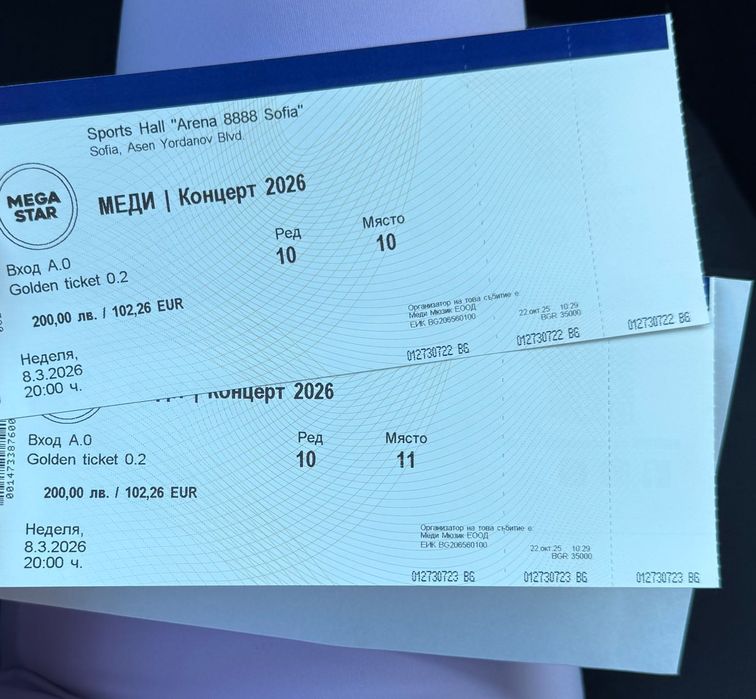 Sports Hall "Arena 8888 Sofia"
Sofia, Asen Yordanov Blvd.
MEGA
STAR
МЕДИ | Концерт 2026
Ред
Място
10
10
Вход А.0
Golden ticket 0.2
200,00 лв. / 102,26 EUR
Организатор на това събитие е
Меди Мюзик ЕООД
ЕИК BG206560100
22.окт.25 10:29
BGR 35000
Неделя,
8.3.2026
20:00 ч.
012730722 BG
012730722 BG
012730722 BG
| Концерт 2026
Вход А.0
Golden ticket 0.2
Ред
Място
10
11
200,00 лв. / 102,26 EUR
001473387600
Неделя,
8.3.2026
20:00 ч.
Организатор на това събитие е
Меди Мюзик ЕООД
ЕИК BG206560100
22.окт.25 10:29
BGR 35000
012730723 BG
012730723 BG
012730723 BG